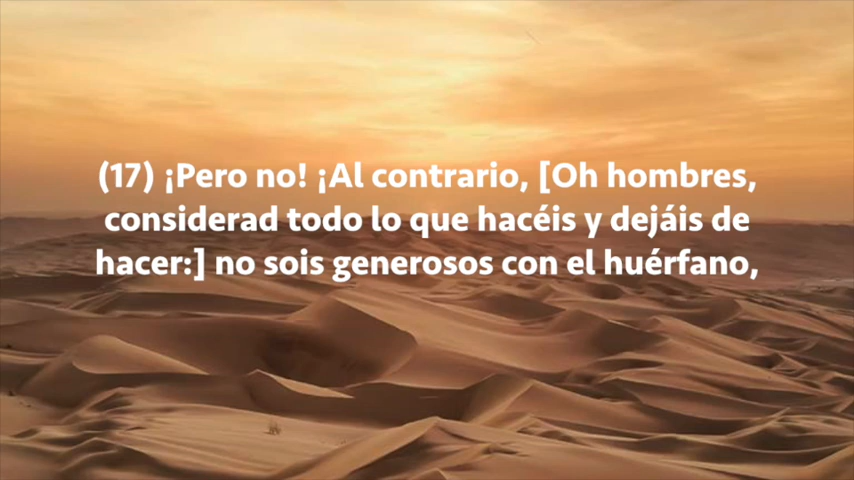 (17) ¡Pero no! ¡Al contrario, [Oh hombres,
considerad todo lo que hacéis y dejáis de
hacer:] no sois generosos con el huérfano,